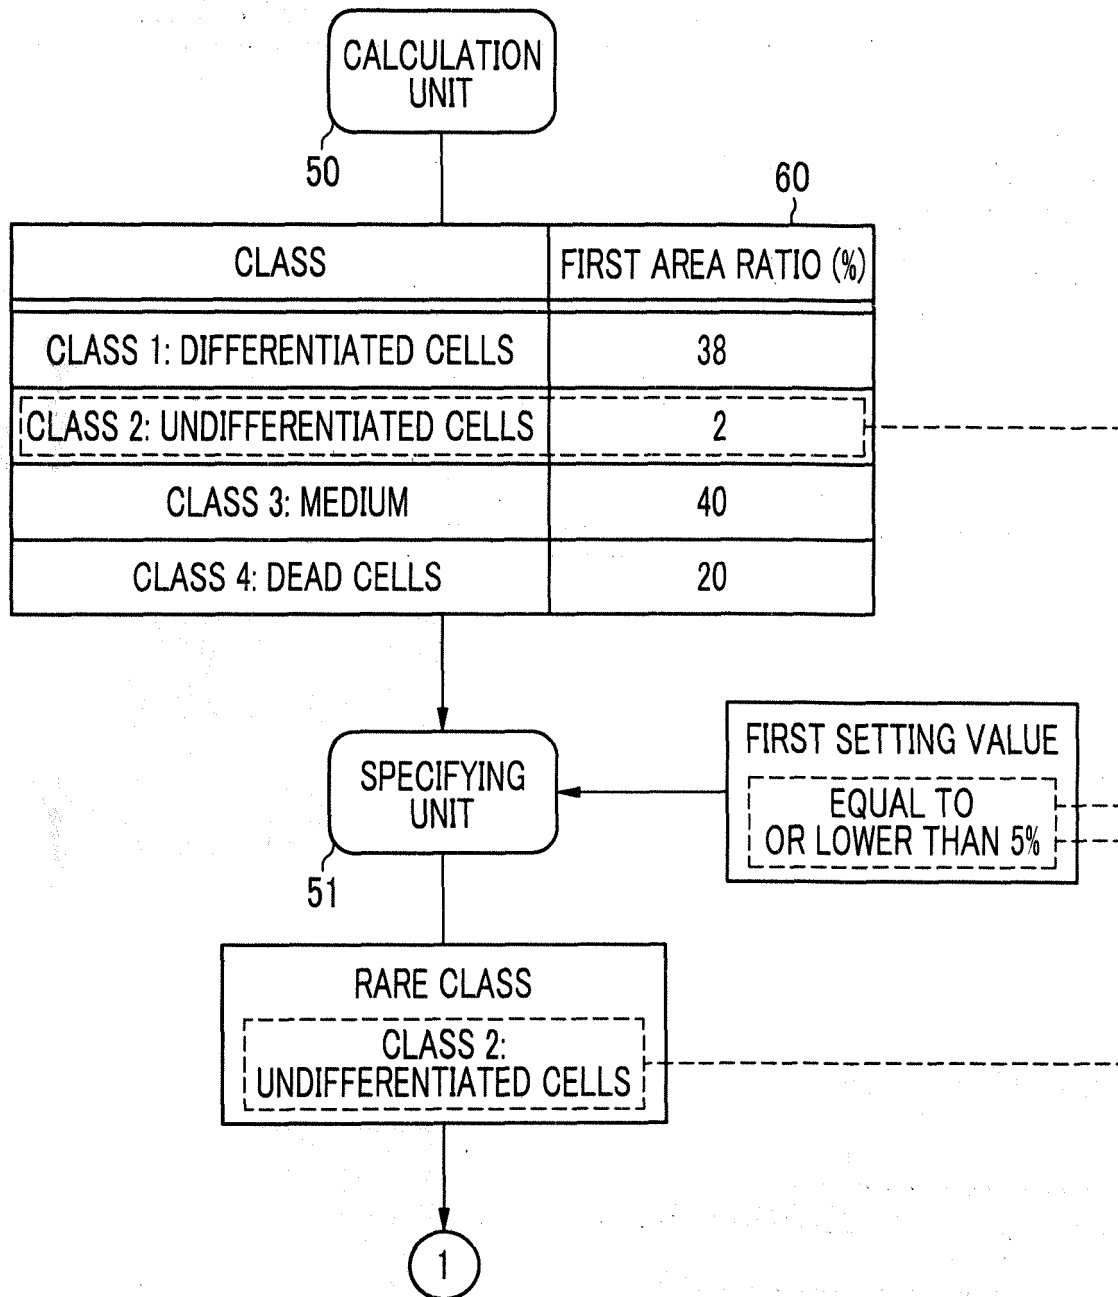 CALCULATION
UNIT
50
60
CLASS
FIRST AREA RATIO (%)
CLASS 1: DIFFERENTIATED CELLS
38
CLASS 2: UNDIFFERENTIATED CELLS
2
CLASS 3: MEDIUM
40
CLASS 4: DEAD CELLS
20
FIRST SETTING VALUE
EQUAL TO
OR LOWER THAN 5%
SPECIFYING
UNIT
51
RARE CLASS
CLASS 2:
UNDIFFERENTIATED CELLS
1